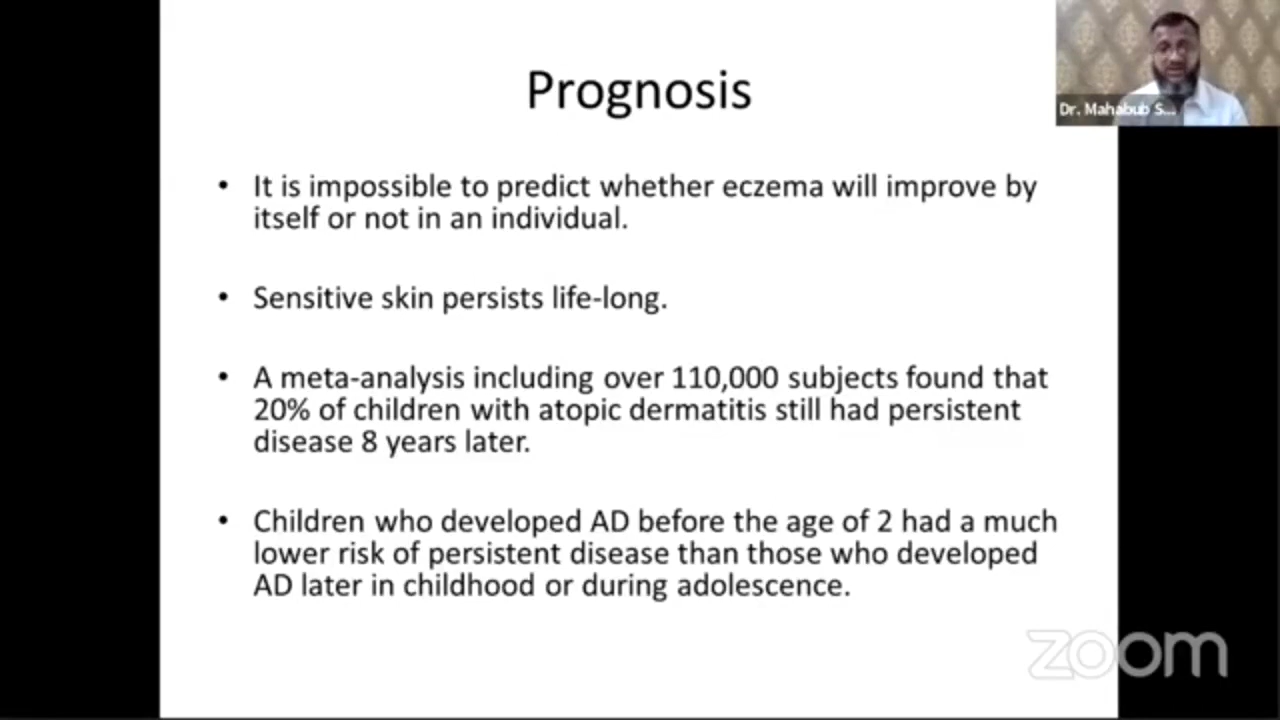 Prognosis
Dr. Mahabub S...
• It is impossible to predict whether eczema will improve by
itself or not in an individual.
• Sensitive skin persists life-long.
• A meta-analysis including over 110,000 subjects found that
20% of children with atopic dermatitis still had persistent
disease 8 years later.
• Children who developed AD before the age of 2 had a much
lower risk of persistent disease than those who developed
AD later in childhood or during adolescence.
zoom